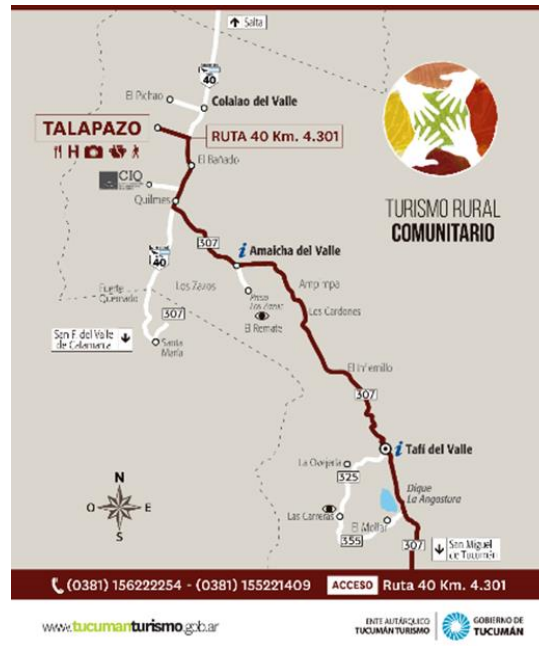 Salta
40
El Pichao
Colalao del Valle
TALAPAZO
RUTA 40 Km. 4.301
H
El Bañado
CIQ
Quilmes
307
i Amaicha del Valle
40
Ampimpa
Fuerte
Quemado
Los Zazos
Los Cardones
El Remate
307
San F. del Valle
de Catamarca
Santa
María
El Infiernillo
307
i Tafí del Valle
La Ovejería
325
Dique
La Angostura
Las Carreras
El Mollar
355
307
San Miguel
de Tucumán
N
O E
S
TURISMO RURAL
COMUNITARIO
(0381) 156222254 - (0381) 155221409 ACCESO Ruta 40 Km. 4.301
www.tucumanturismo.gob.ar
ENTE AUTÁRQUICO
TUCUMÁN TURISMO
GOBIERNO DE
TUCUMÁN